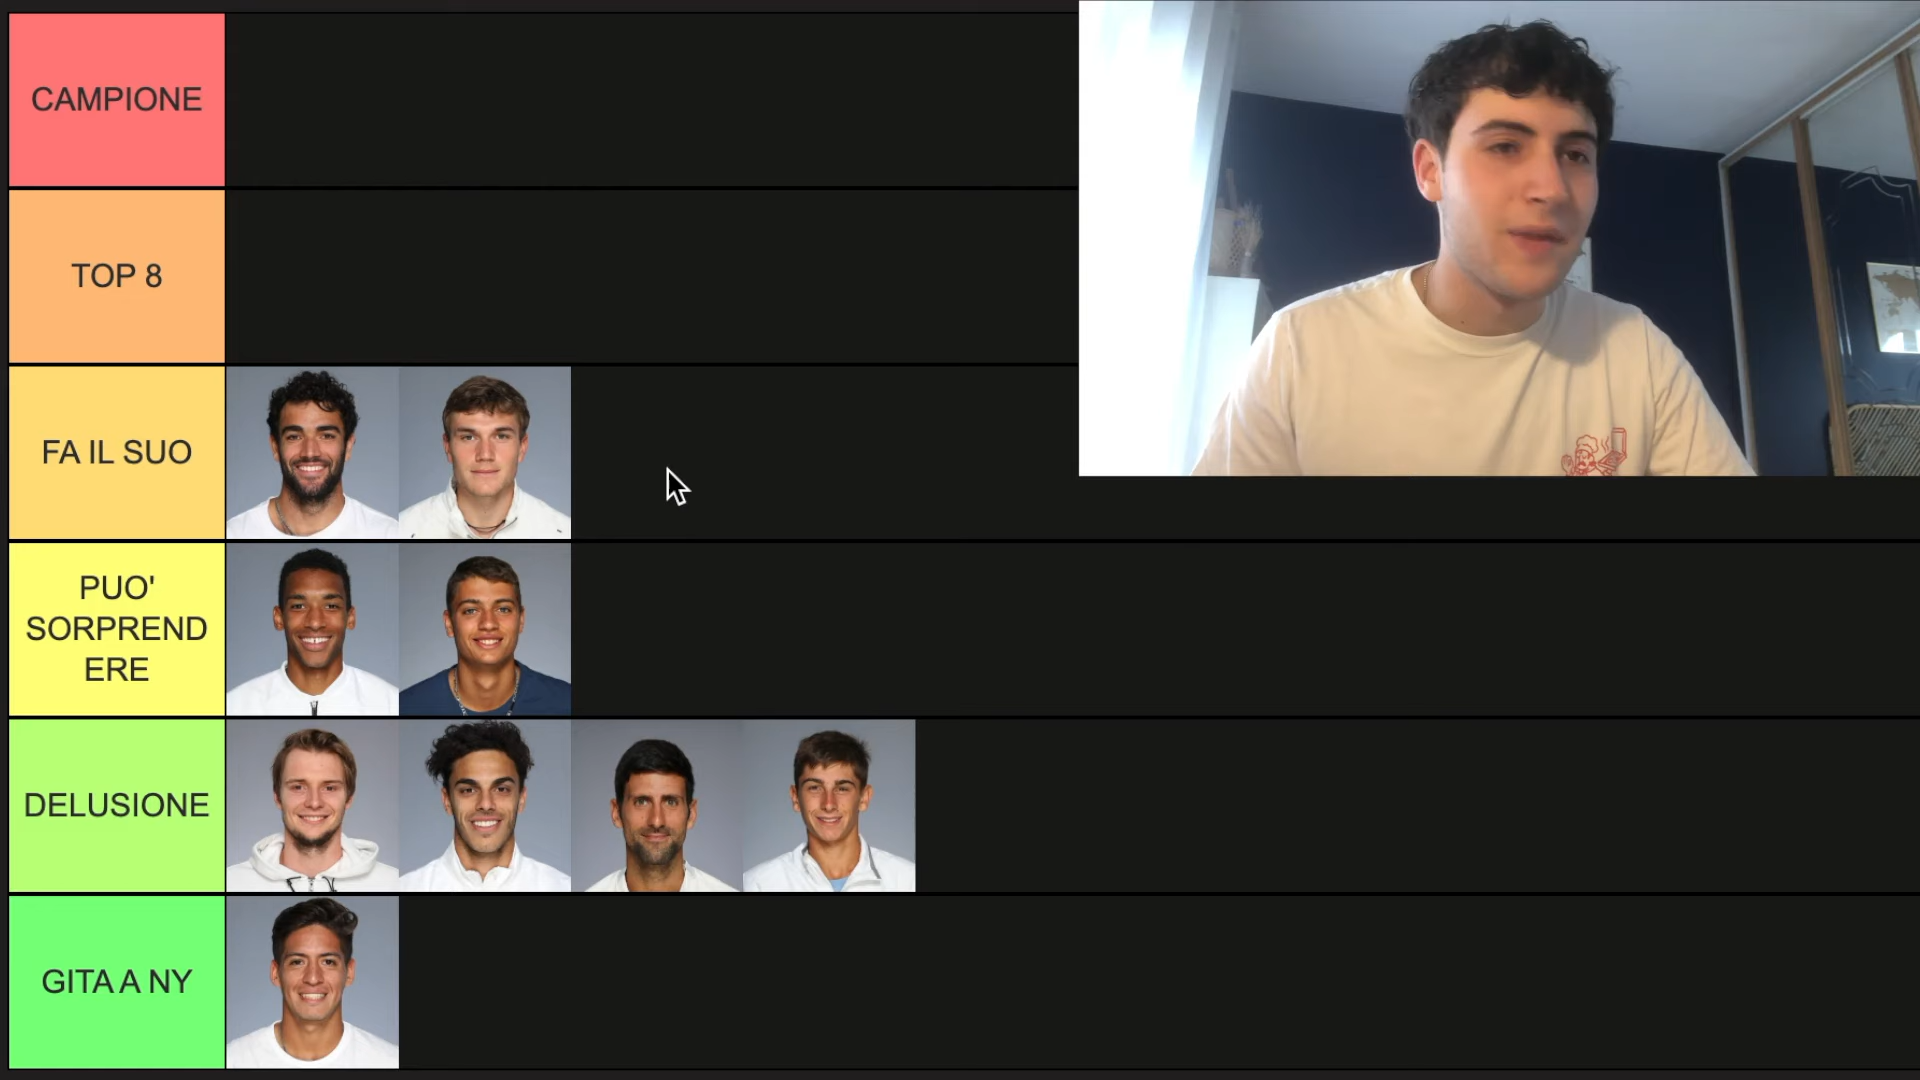 CAMPIONE
TOP 8
FA IL SUO
PUO'
SORPREND
ERE
DELUSIONE
GITA A NY